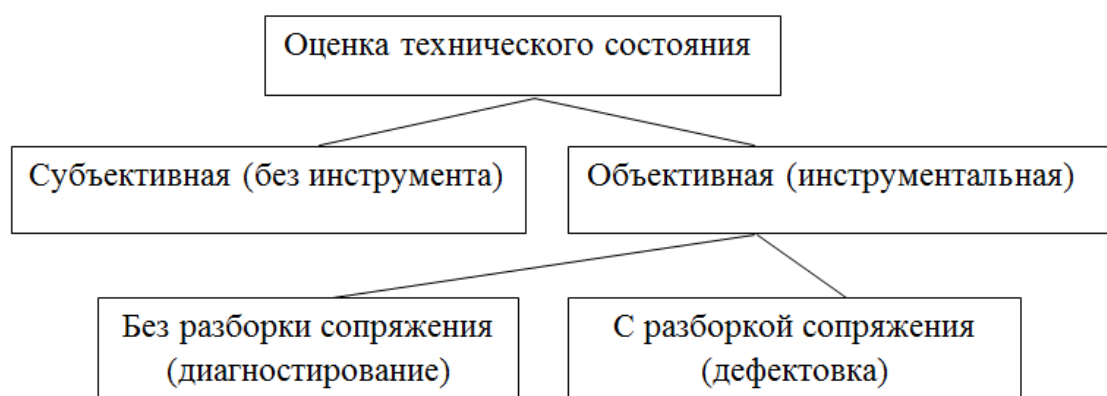 Оценка технического состояния
Субъективная (без инструмента)
Объективная (инструментальная)
Без разборки сопряжения
(диагностирование)
С разборкой сопряжения
(дефектовка)